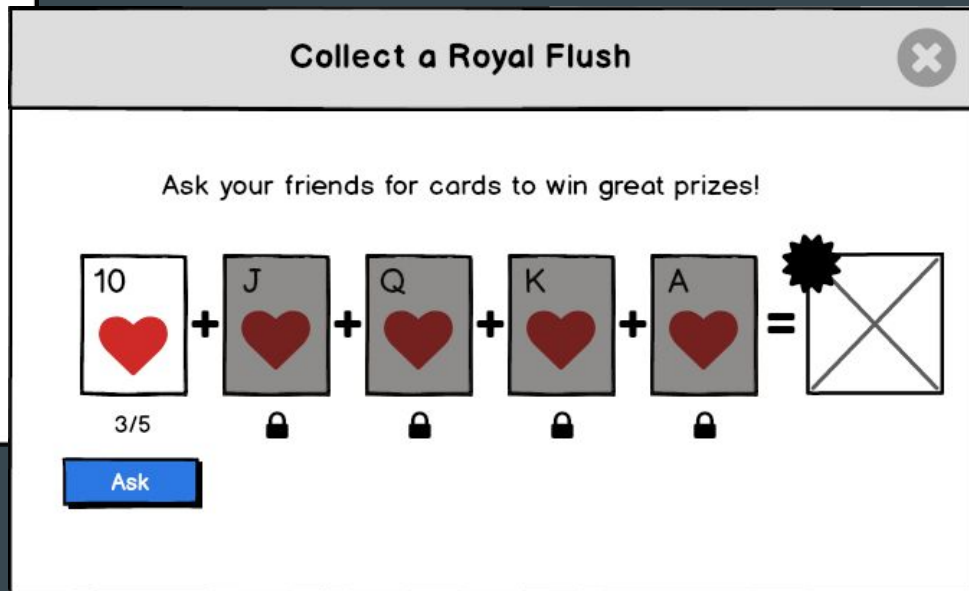 Collect a Royal Flush
Ask your friends for cards to win great prizes!
10 + J + Q + K + A =
3/5
Ask